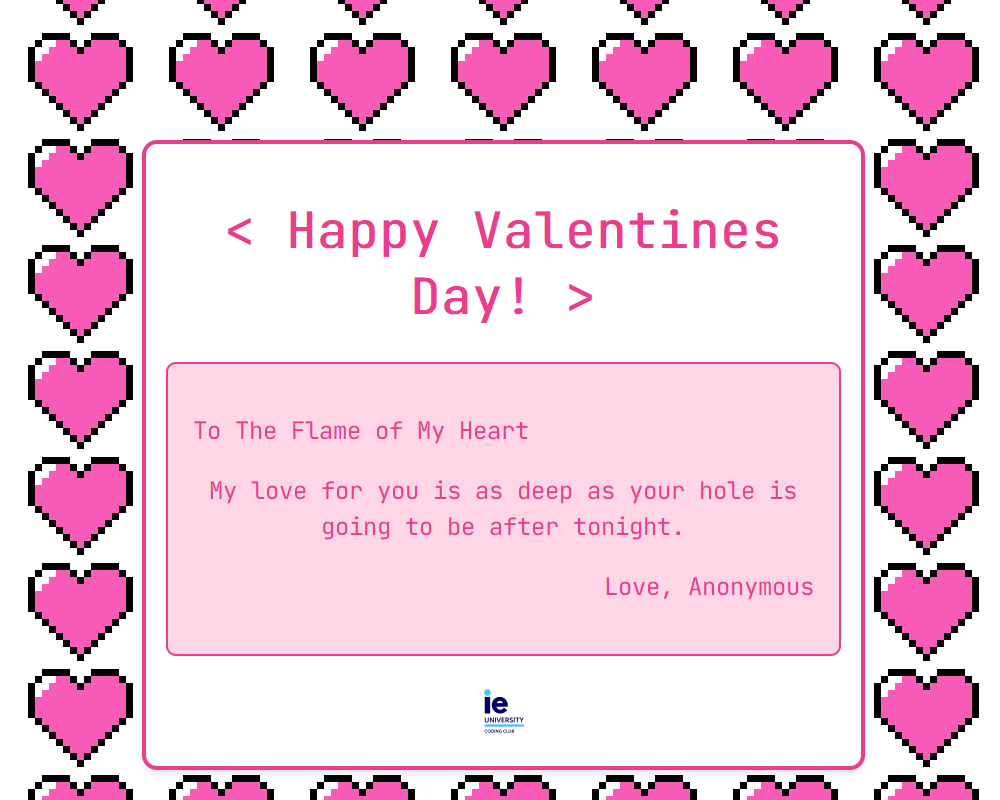 < Happy Valentines
Day! >
To The Flame of My Heart
My love for you is as deep as your hole is
going to be after tonight.
Love, Anonymous
ie
UNIVERSITY
CODING CLUB